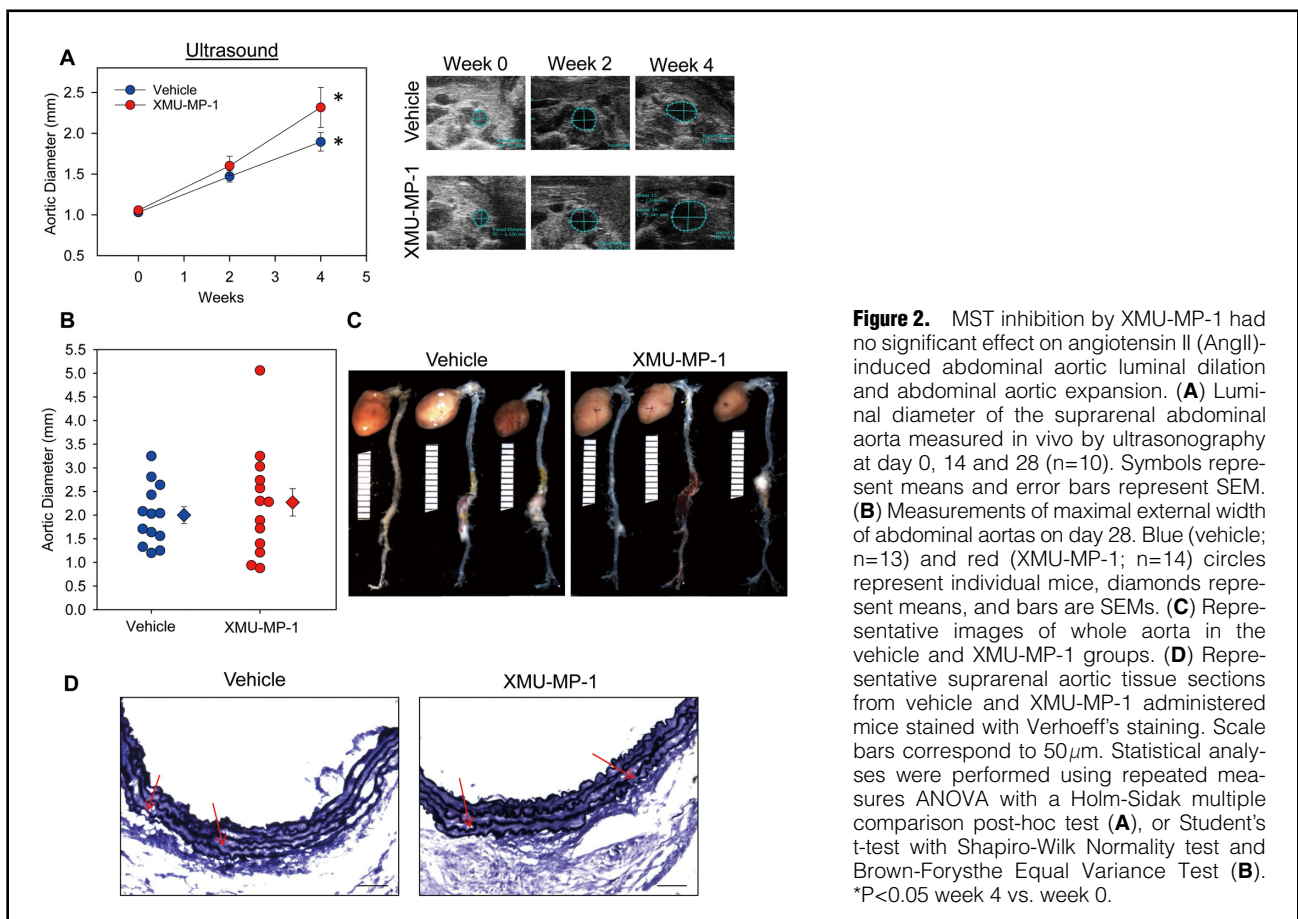 A
Ultrasound
Vehicle
XMU-MP-1
Aortic Diameter (mm)
2.5
2.0
1.5
1.0
0.5
*
*
0
1
2
3
4
5
Weeks
Week 0
Week 2
Week 4
Vehicle
XMU-MP-1
B
Aortic Diameter (mm)
5.5
5.0
4.5
4.0
3.5
3.0
2.5
2.0
1.5
1.0
0.5
0.0
Vehicle
XMU-MP-1
C
Vehicle
XMU-MP-1
D
Vehicle
XMU-MP-1
Figure 2. MST inhibition by XMU-MP-1 had
no significant effect on angiotensin II (AngII)-
induced abdominal aortic luminal dilation
and abdominal aortic expansion. (A) Lumi-
nal diameter of the suprarenal abdominal
aorta measured in vivo by ultrasonography
at day 0, 14 and 28 (n=10). Symbols repre-
sent means and error bars represent SEM.
(B) Measurements of maximal external width
of abdominal aortas on day 28. Blue (vehicle;
n=13) and red (XMU-MP-1; n=14) circles
represent individual mice, diamonds repre-
sent means, and bars are SEMs. (C) Repre-
sentative images of whole aorta in the
vehicle and XMU-MP-1 groups. (D) Repre-
sentative suprarenal aortic tissue sections
from vehicle and XMU-MP-1 administered
mice stained with Verhoeff's staining. Scale
bars correspond to 50μm. Statistical analy-
ses were performed using repeated mea-
sures ANOVA with a Holm-Sidak multiple
comparison post-hoc test (A), or Student's
t-test with Shapiro-Wilk Normality test and
Brown-Forysthe Equal Variance Test (B).
*P<0.05 week 4 vs. week 0.